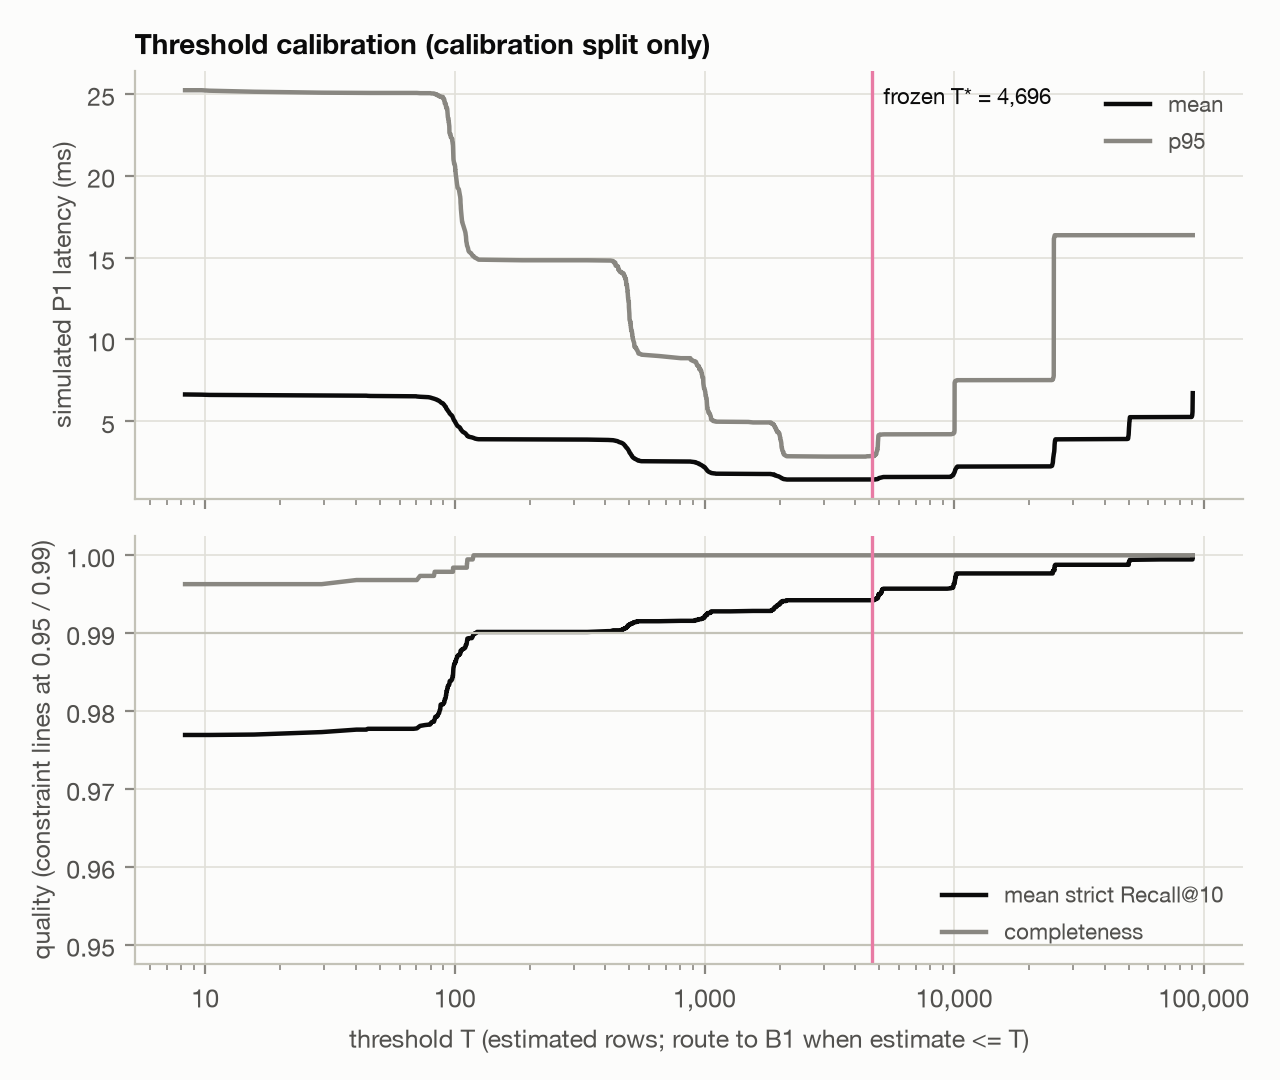 Threshold calibration (calibration split only)
simulated P1 latency (ms)
25
20
15
10
5
frozen T* = 4,696
mean
p95
quality (constraint lines at 0.95 / 0.99)
1.00
0.99
0.98
0.97
0.96
0.95
mean strict Recall@10
completeness
10
100
1,000
10,000
100,000
threshold T (estimated rows; route to B1 when estimate <= T)